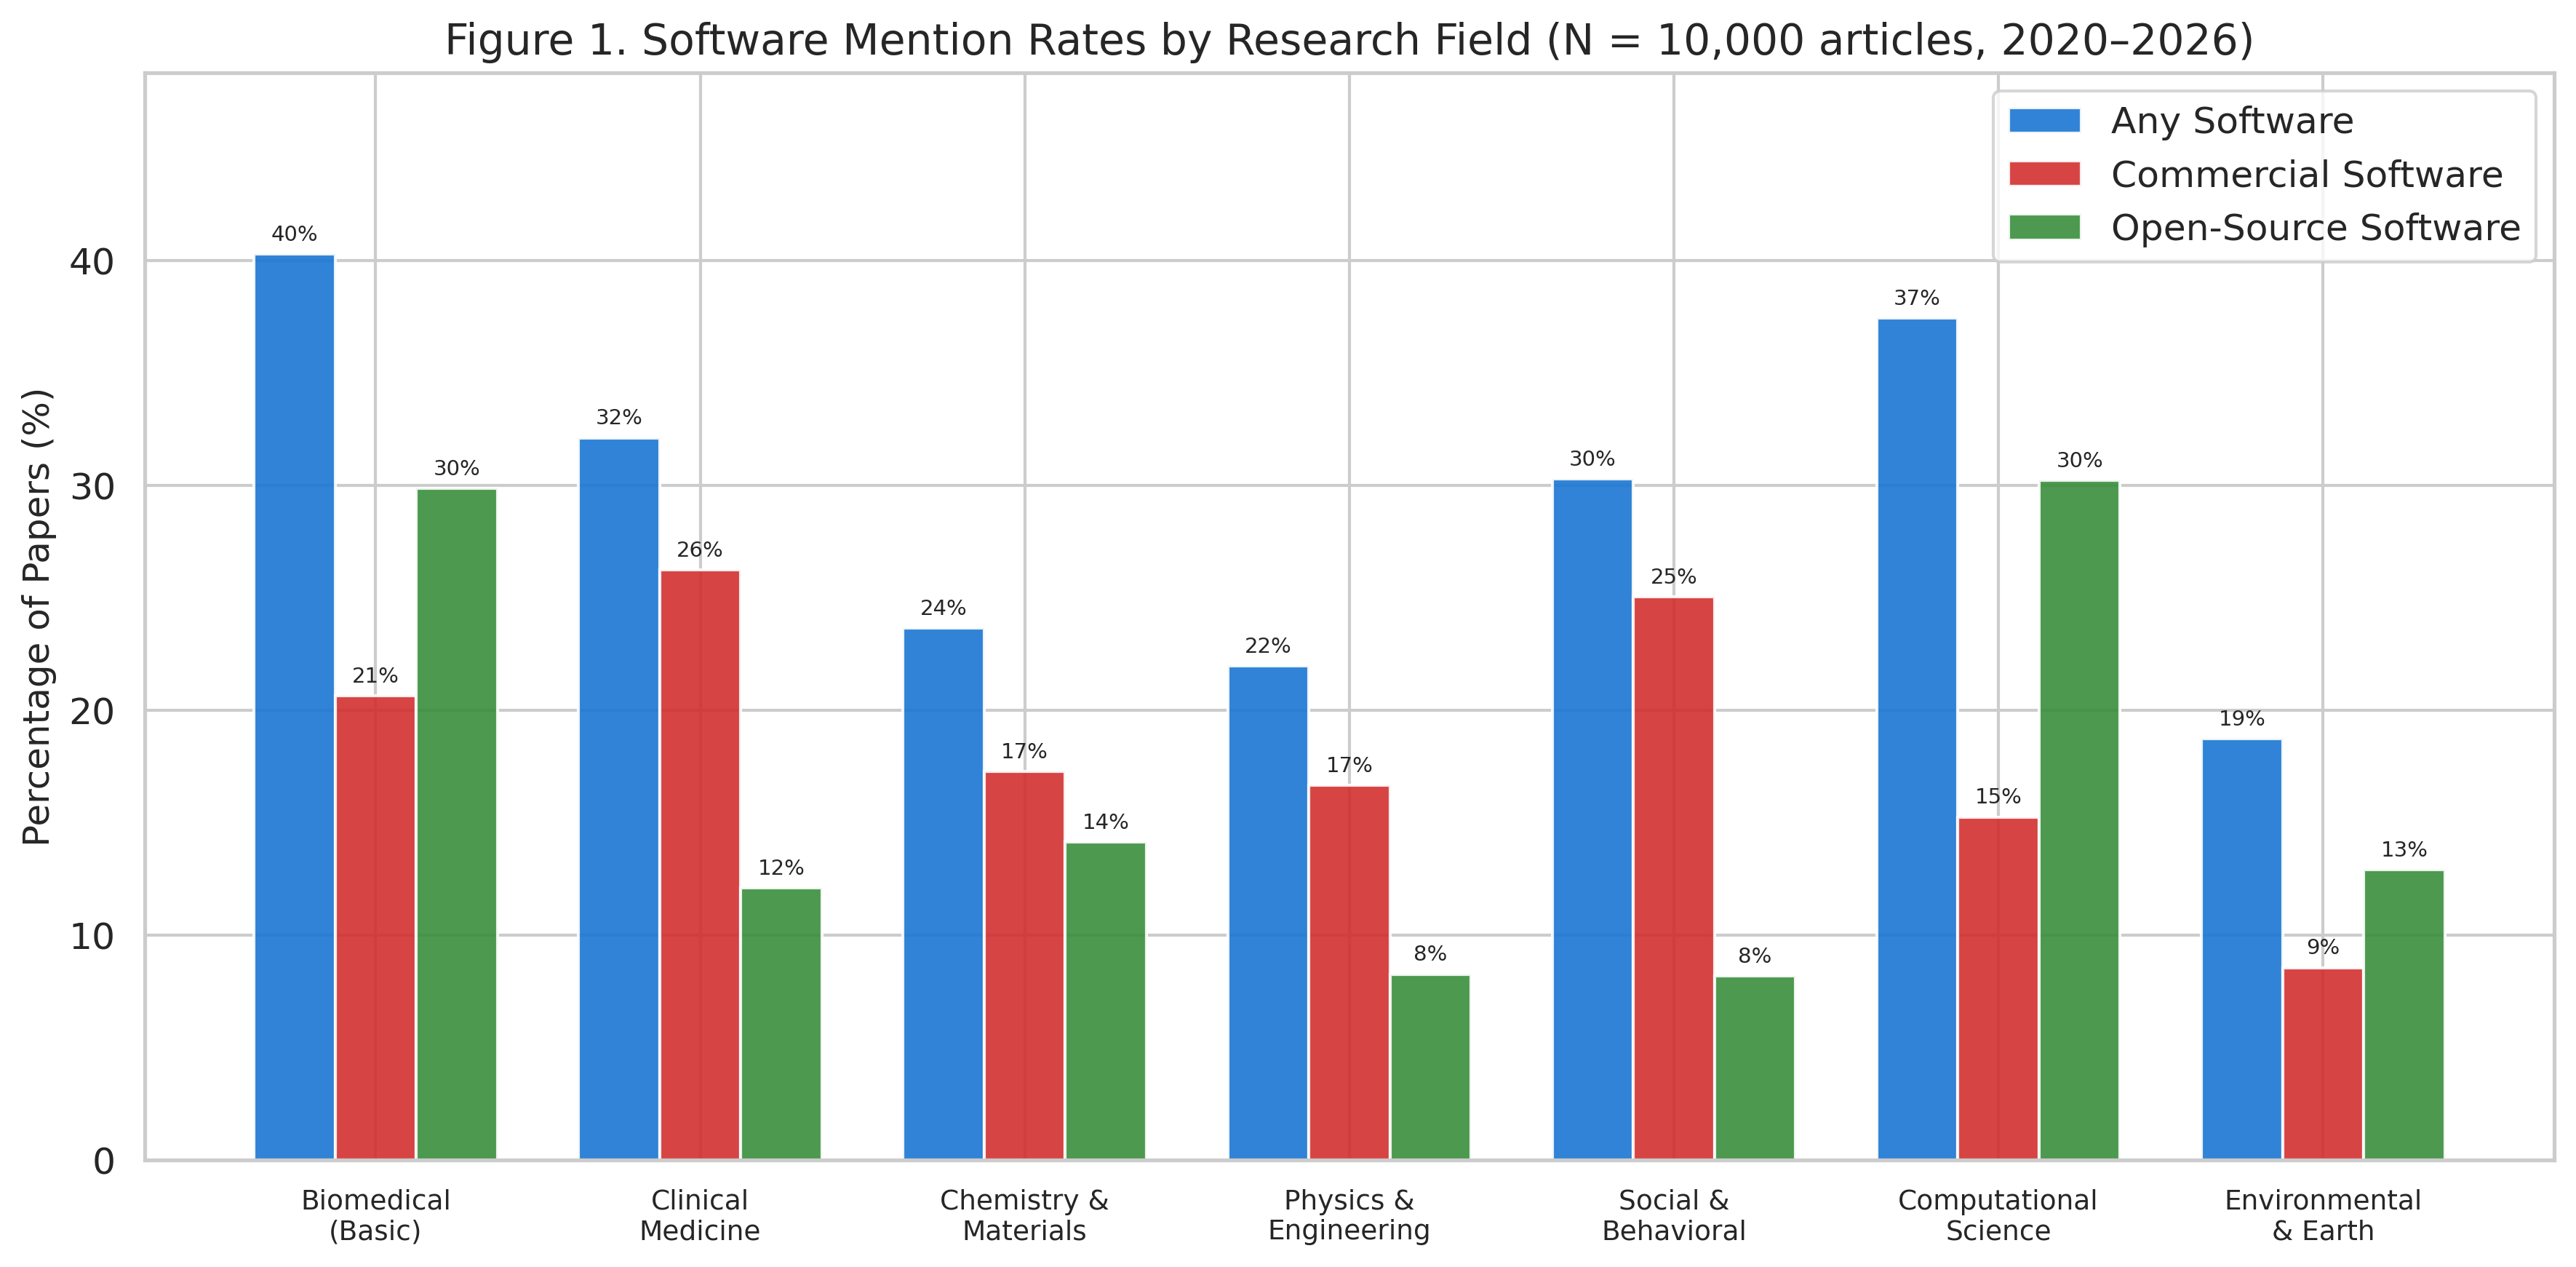 Figure 1. Software Mention Rates by Research Field (N = 10,000 articles, 2020–2026)
Any Software
Commercial Software
Open-Source Software
Percentage of Papers (%)
40
30
20
10
0
40%
21%
30%
32%
26%
12%
24%
17%
14%
22%
17%
8%
30%
25%
8%
37%
15%
30%
19%
9%
13%
Biomedical
(Basic)
Clinical
Medicine
Chemistry &
Materials
Physics &
Engineering
Social &
Behavioral
Computational
Science
Environmental
& Earth